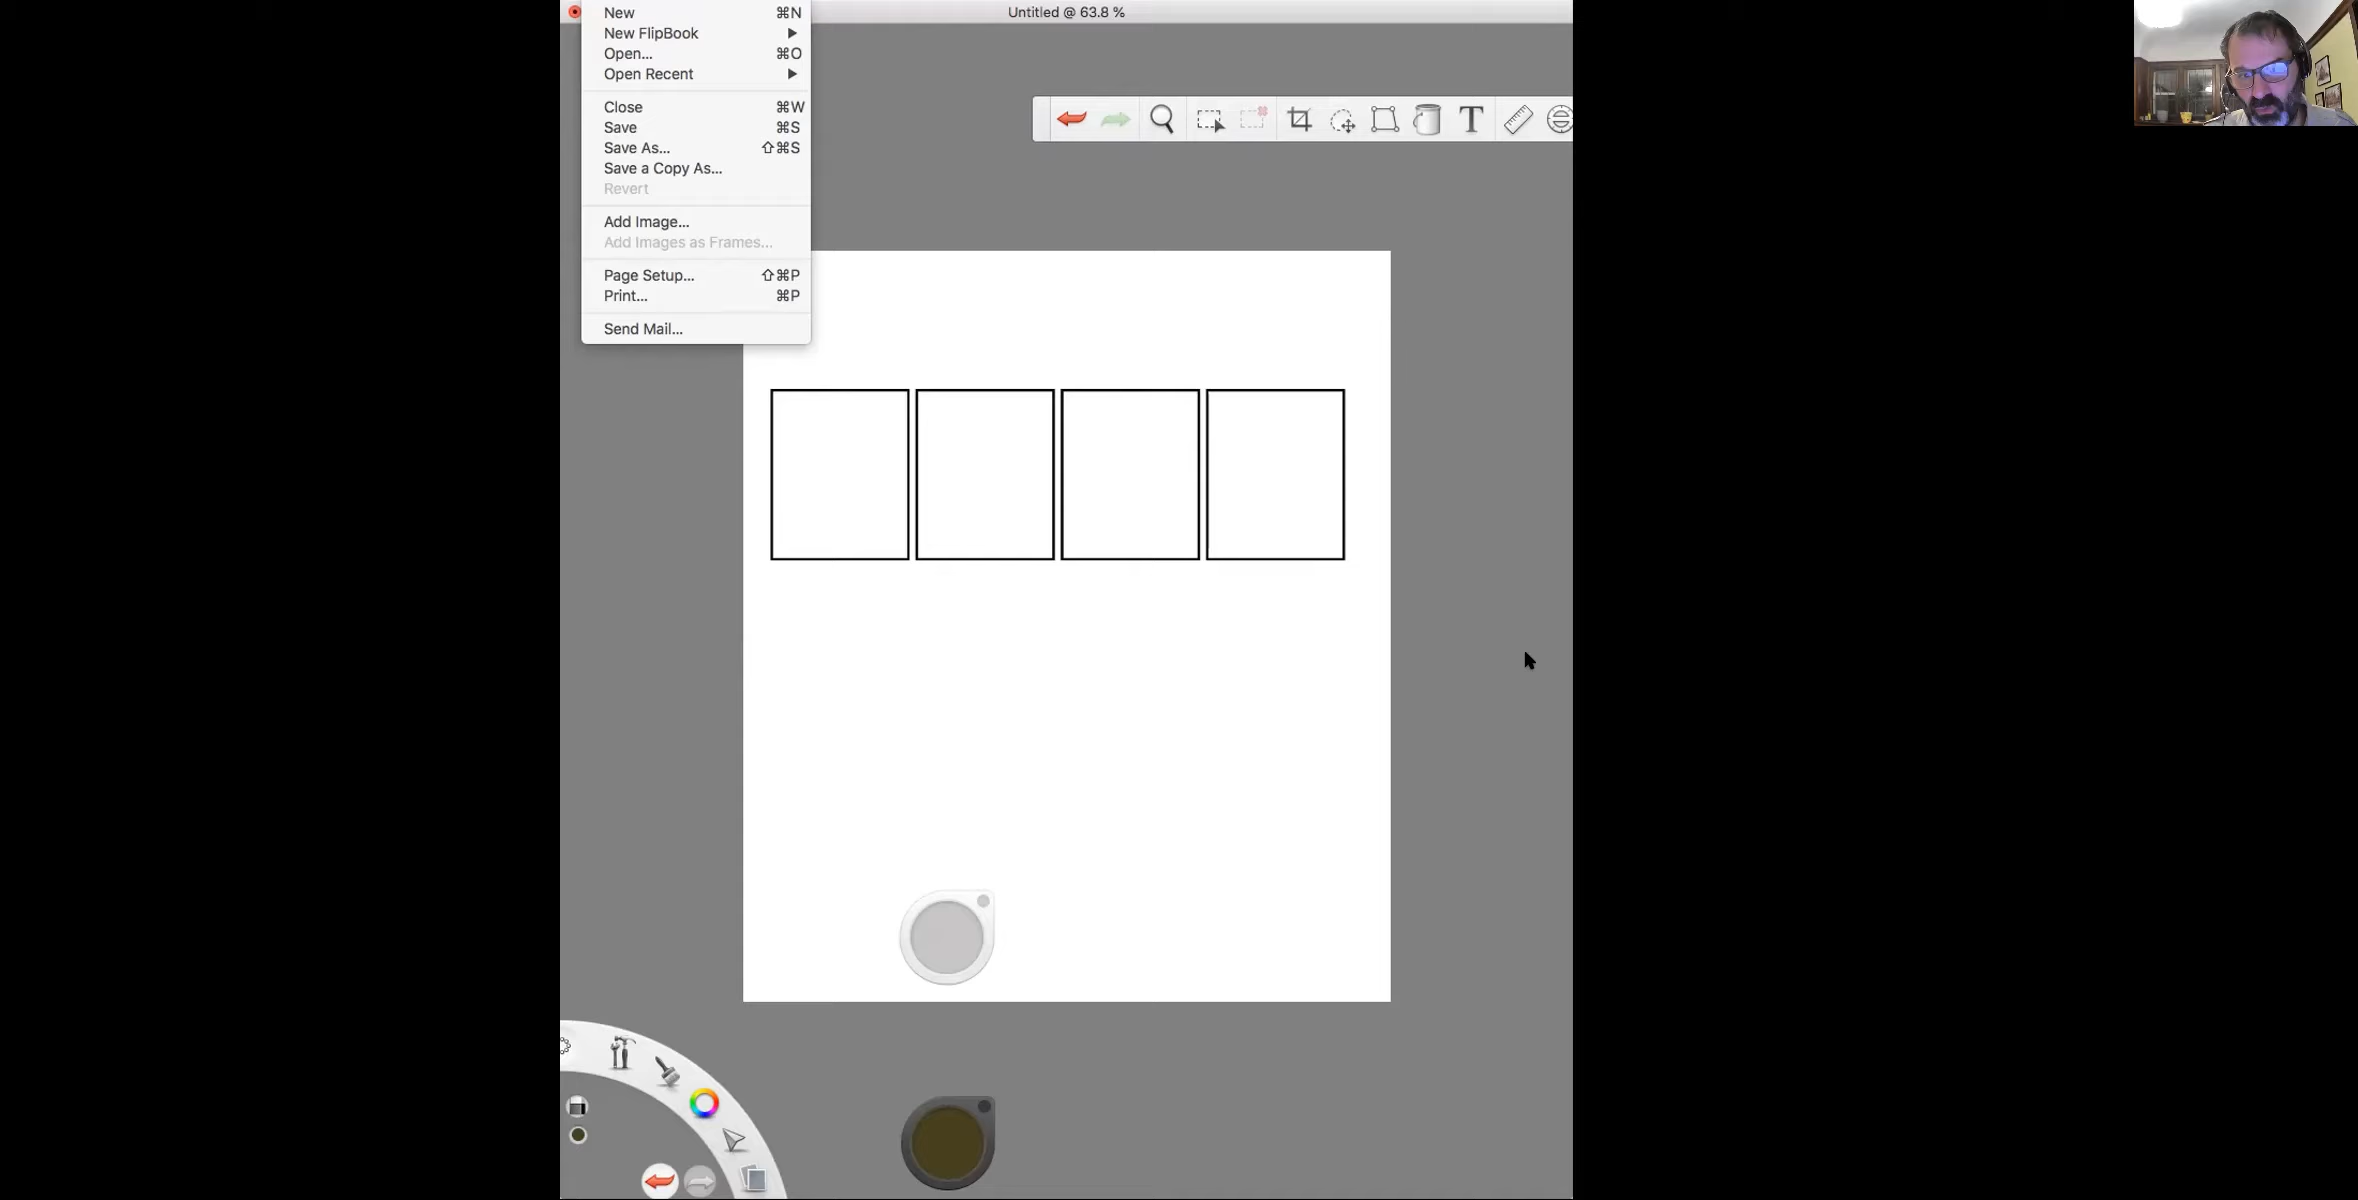 Untitled @ 63.8 %
New ⌘N
New FlipBook ▶
Open... ⌘O
Open Recent ▶
Close ⌘W
Save ⌘S
Save As... ⇧⌘S
Save a Copy As...
Revert
Add Image...
Add Images as Frames...
Page Setup... ⇧⌘P
Print... ⌘P
Send Mail...
T